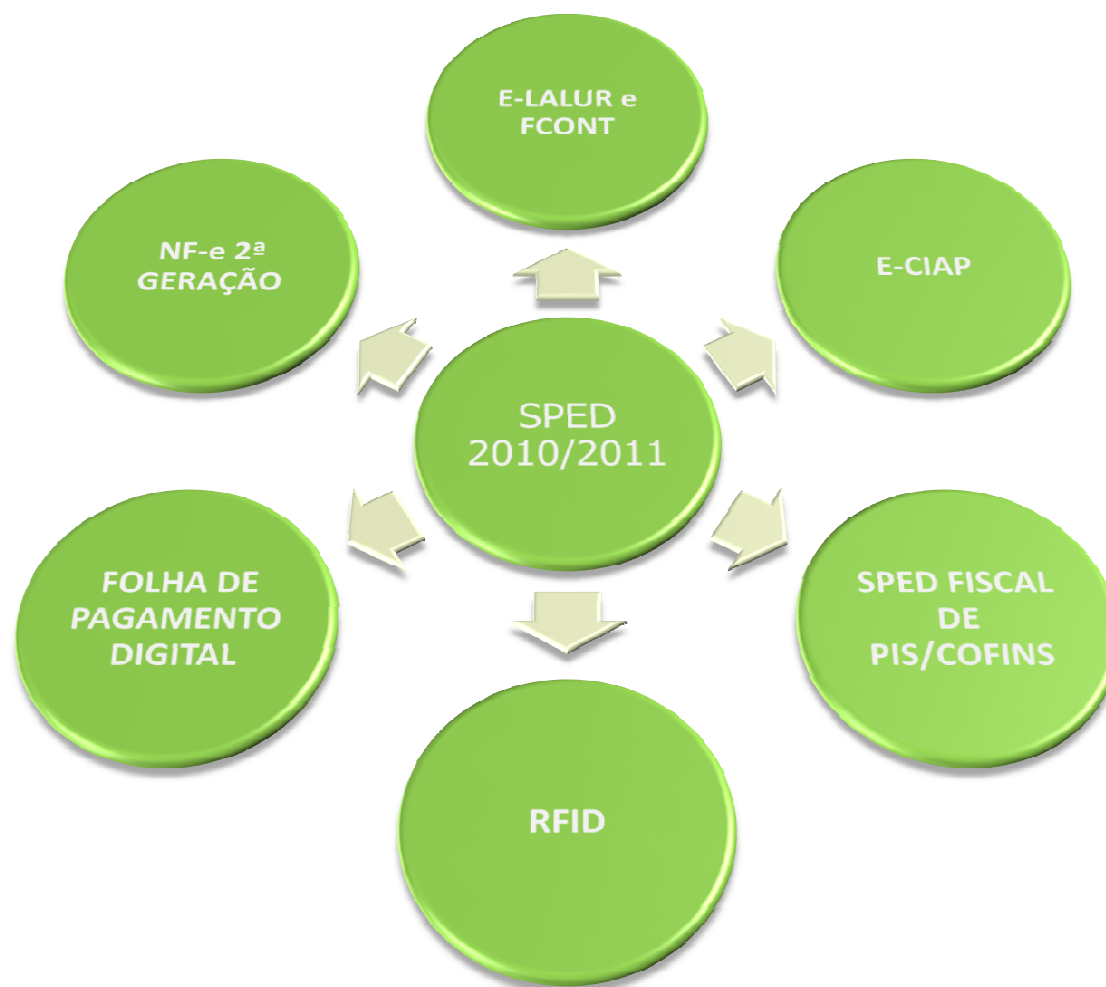 E-LALUR e
FCONT
NF-e 2ª
GERAÇÃO
E-CIAP
SPED
2010/2011
FOLHA DE
PAGAMENTO
DIGITAL
SPED FISCAL
DE
PIS/COFINS
RFID